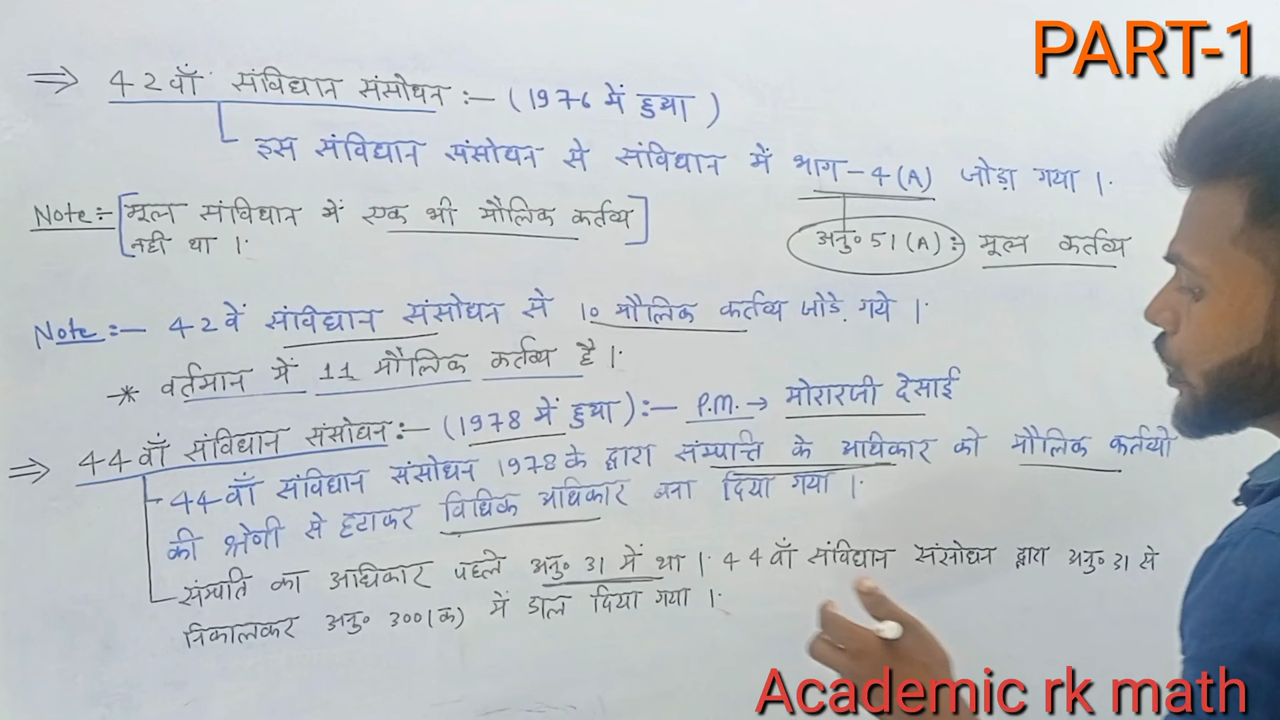 PART-1
⇒ 42वाँ संविधान संसोधन :— (1976 में हुया)
इस संविधान संसोधन से संविधान में भाग-4(A) जोड़ा गया ।
Note:- [मूल संविधान में एक भी मौलिक कर्तव्य
नही था ।]
अनु० 51(A) :- मूल कर्तव्य
Note :— 42वें संविधान संसोधन से 10 मौलिक कर्तव्य जोडे. गये ।
* वर्तमान में 11 मौलिक कर्तव्य है ।
⇒ 44वाँ संविधान संसोधन :— (1978 में हुया) :— P.M. → मोरारजी देसाई
44वाँ संविधान संसोधन 1978 के द्वारा संम्पत्ति के अधिकार को मौलिक कर्तव्यो
की श्रेणी से हटाकर विधिक अधिकार बना दिया गया ।
संम्पति का अधिकार पहले अनु० 31 में था । 44वाँ संविधान संसोधन द्वारा अनु० 31 से
निकालकर अनु० 300(क) में डाल दिया गया ।
Academic rk math